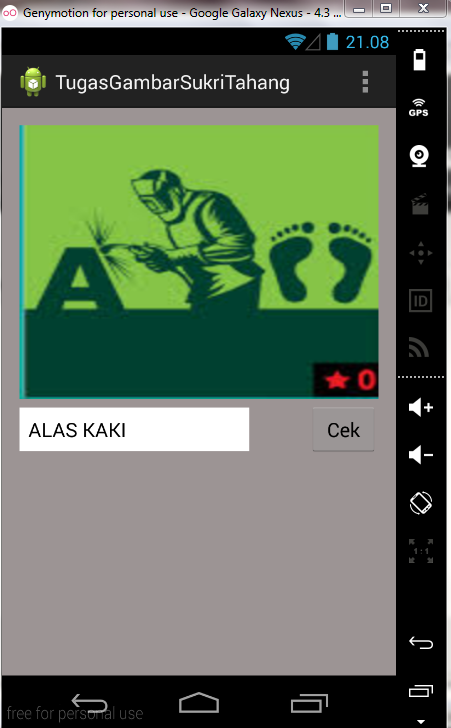 Genymotion for personal use - Google Galaxy Nexus - 4.3 ...
21.08
TugasGambarSukriTahang
GPS
A
ID
0
ALAS KAKI
Cek
1:1
free for personal use